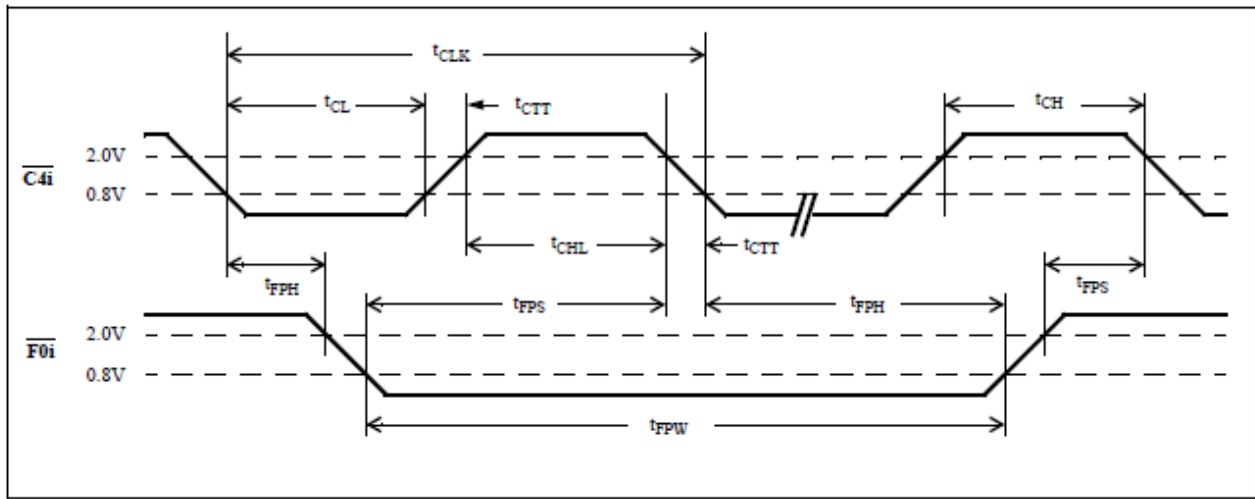 tCLK
tCL
tCTT
tCH
C4i
2.0V
0.8V
tCHL
tCTT
tFPH
tFPS
tFPH
tFPS
F0i
2.0V
0.8V
tFPW